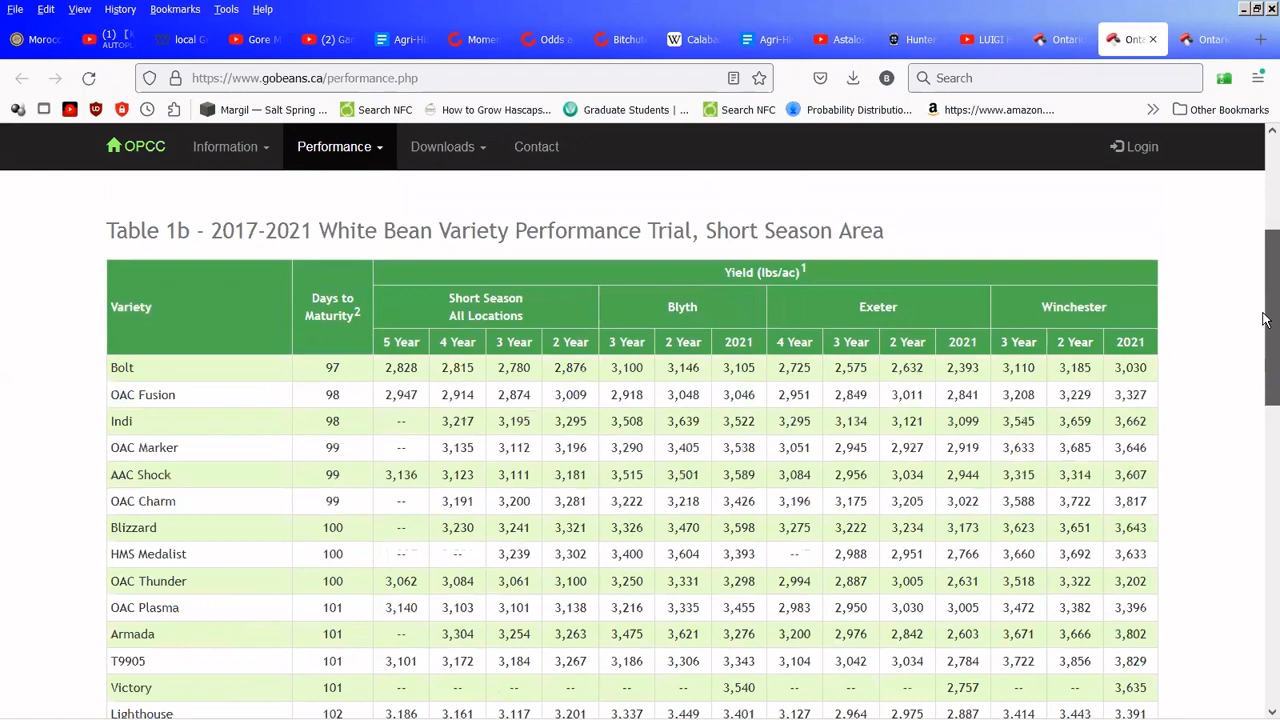 File Edit View History Bookmarks Tools Help
Moroc (1) local G Gore M (2) Gar Agri-Hi Mome Odds a Bitchute Calaba Agri-Hi Astalos Hunter LUIGI Ontario Onta Ontari
https://www.gobeans.ca/performance.php Search
Margil — Salt Spring ... Search NFC How to Grow Hascaps... Graduate Students | ... Search NFC Probability Distributio... https://www.amazon.... Other Bookmarks
OPCC Information Performance Downloads Contact Login
Table 1b - 2017-2021 White Bean Variety Performance Trial, Short Season Area
Yield (lbs/ac)1
Variety Days to Maturity2 Short Season All Locations Blyth Exeter Winchester
5 Year 4 Year 3 Year 2 Year 3 Year 2 Year 2021 4 Year 3 Year 2 Year 2021 3 Year 2 Year 2021
Bolt 97 2,828 2,815 2,780 2,876 3,100 3,146 3,105 2,725 2,575 2,632 2,393 3,110 3,185 3,030
OAC Fusion 98 2,947 2,914 2,874 3,009 2,918 3,048 3,046 2,951 2,849 3,011 2,841 3,208 3,229 3,327
Indi 98 -- 3,217 3,195 3,295 3,508 3,639 3,522 3,295 3,134 3,121 3,099 3,545 3,659 3,662
OAC Marker 99 -- 3,135 3,112 3,196 3,290 3,405 3,538 3,051 2,945 2,927 2,919 3,633 3,685 3,646
AAC Shock 99 3,136 3,123 3,111 3,181 3,515 3,501 3,589 3,084 2,956 3,034 2,944 3,315 3,314 3,607
OAC Charm 99 -- 3,191 3,200 3,281 3,222 3,218 3,426 3,196 3,175 3,205 3,022 3,588 3,722 3,817
Blizzard 100 -- 3,230 3,241 3,321 3,326 3,470 3,598 3,275 3,222 3,234 3,173 3,623 3,651 3,643
HMS Medalist 100 -- -- 3,239 3,302 3,400 3,604 3,393 -- 2,988 2,951 2,766 3,660 3,692 3,633
OAC Thunder 100 3,062 3,084 3,061 3,100 3,250 3,331 3,298 2,994 2,887 3,005 2,631 3,518 3,322 3,202
OAC Plasma 101 3,140 3,103 3,101 3,138 3,216 3,335 3,455 2,983 2,950 3,030 3,005 3,472 3,382 3,396
Armada 101 -- 3,304 3,254 3,263 3,475 3,621 3,276 3,200 2,976 2,842 2,603 3,671 3,666 3,802
T9905 101 3,101 3,172 3,184 3,267 3,186 3,306 3,343 3,104 3,042 3,034 2,784 3,722 3,856 3,829
Victory 101 -- -- -- -- -- -- 3,540 -- -- -- 2,757 -- -- 3,635
Lighthouse 102 3,186 3,161 3,117 3,201 3,337 3,449 3,401 3,127 2,964 2,975 2,887 3,414 3,443 3,391